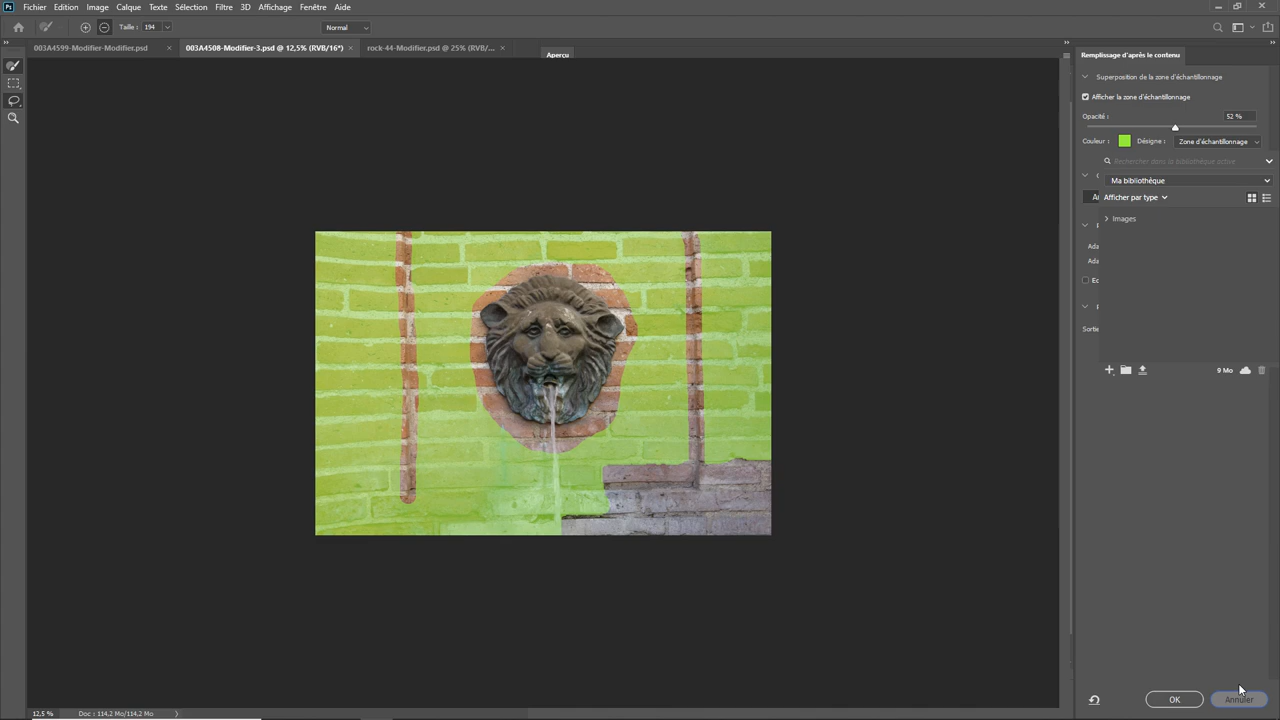 Fichier Edition Image Calque Texte Sélection Filtre 3D Affichage Fenêtre Aide
Taille : 194 Normal
003A4599-Modifier-Modifier.psd × 003A4508-Modifier-3.psd @ 12,5% (RVB/16*) × rock-44-Modifier.psd @ 25% (RVB/... ×
Aperçu
Remplissage d'après le contenu
Superposition de la zone d'échantillonnage
Afficher la zone d'échantillonnage
Opacité : 52 %
Couleur : Désigne : Zone d'échantillonnage
Rechercher dans la bibliothèque active
Ma bibliothèque
Afficher par type
Images
Ada
Ada
Sortie
9 Mo
OK Annuler
12,5 % Doc : 114,2 Mo/114,2 Mo